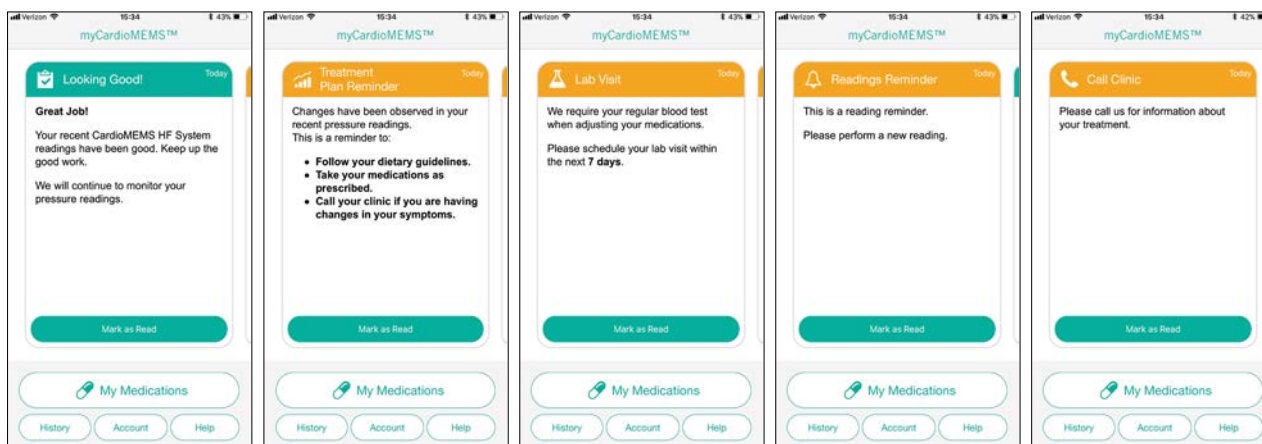 Verizon 15:34 43%
myCardioMEMS™
Looking Good! Today
Great Job!
Your recent CardioMEMS HF System
readings have been good. Keep up the
good work.
We will continue to monitor your
pressure readings.
Mark as Read
My Medications
History Account Help
Verizon 15:34 43%
myCardioMEMS™
Treatment
Plan Reminder Today
Changes have been observed in your
recent pressure readings.
This is a reminder to:
• Follow your dietary guidelines.
• Take your medications as
prescribed.
• Call your clinic if you are having
changes in your symptoms.
Mark as Read
My Medications
History Account Help
Verizon 15:34 43%
myCardioMEMS™
Lab Visit Today
We require your regular blood test
when adjusting your medications.
Please schedule your lab visit within
the next 7 days.
Mark as Read
My Medications
History Account Help
Verizon 15:34 43%
myCardioMEMS™
Readings Reminder Today
This is a reading reminder.
Please perform a new reading.
Mark as Read
My Medications
History Account Help
Verizon 15:34 42%
myCardioMEMS™
Call Clinic Today
Please call us for information about
your treatment.
Mark as Read
My Medications
History Account Help